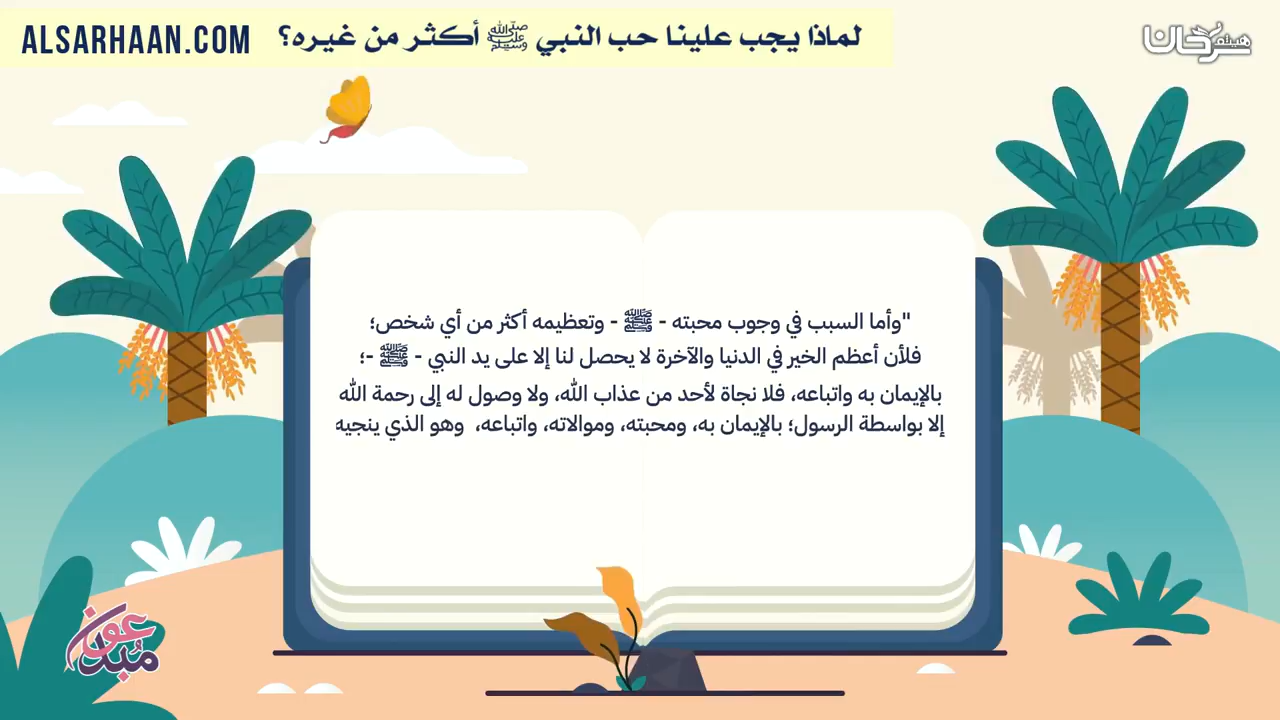 لماذا يجب علينا حب النبي ﷺ أكثر من غيره؟
ALSARHAAN.COM
هيثم سرحان
"وأما السبب في وجوب محبته - ﷺ - وتعظيمه أكثر من أي شخص؛
فلأن أعظم الخير في الدنيا والآخرة لا يحصل لنا إلا على يد النبي - ﷺ -؛
بالإيمان به واتباعه، فلا نجاة لأحد من عذاب الله، ولا وصول له إلى رحمة الله
إلا بواسطة الرسول؛ بالإيمان به، ومحبته، وموالاته، واتباعه، وهو الذي ينجيه
مبدعون